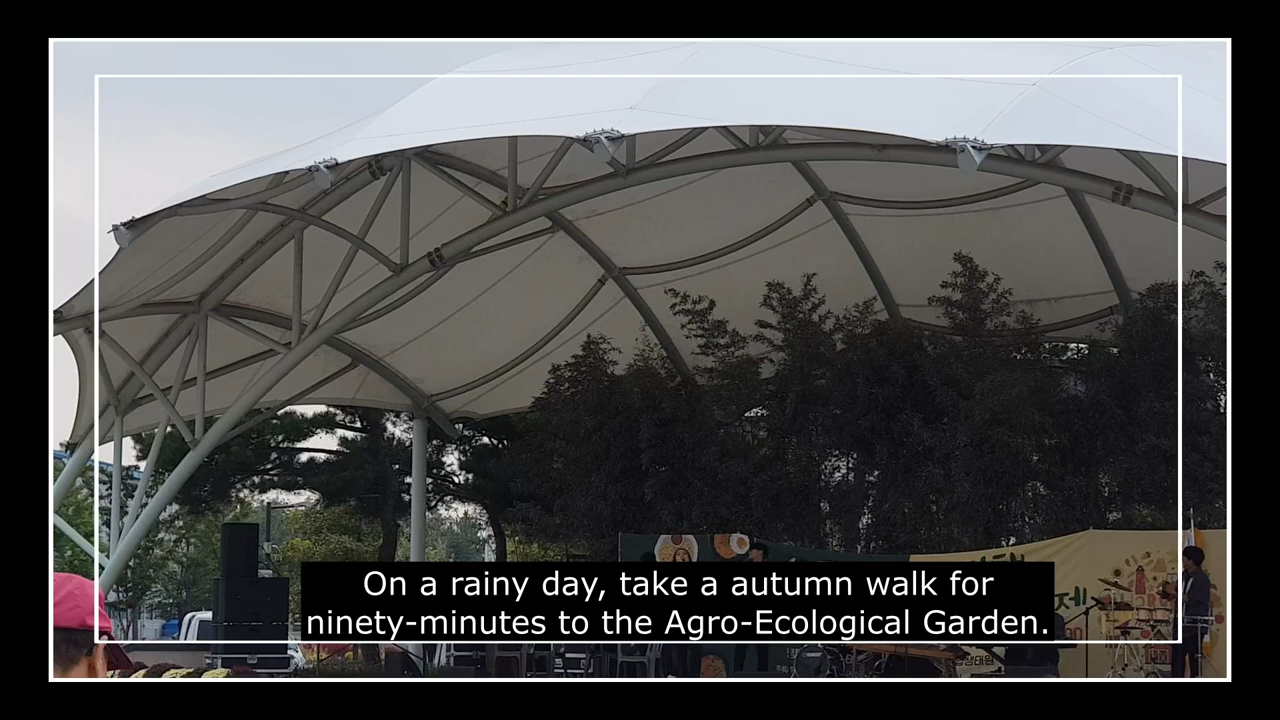 On a rainy day, take a autumn walk for
ninety-minutes to the Agro-Ecological Garden.